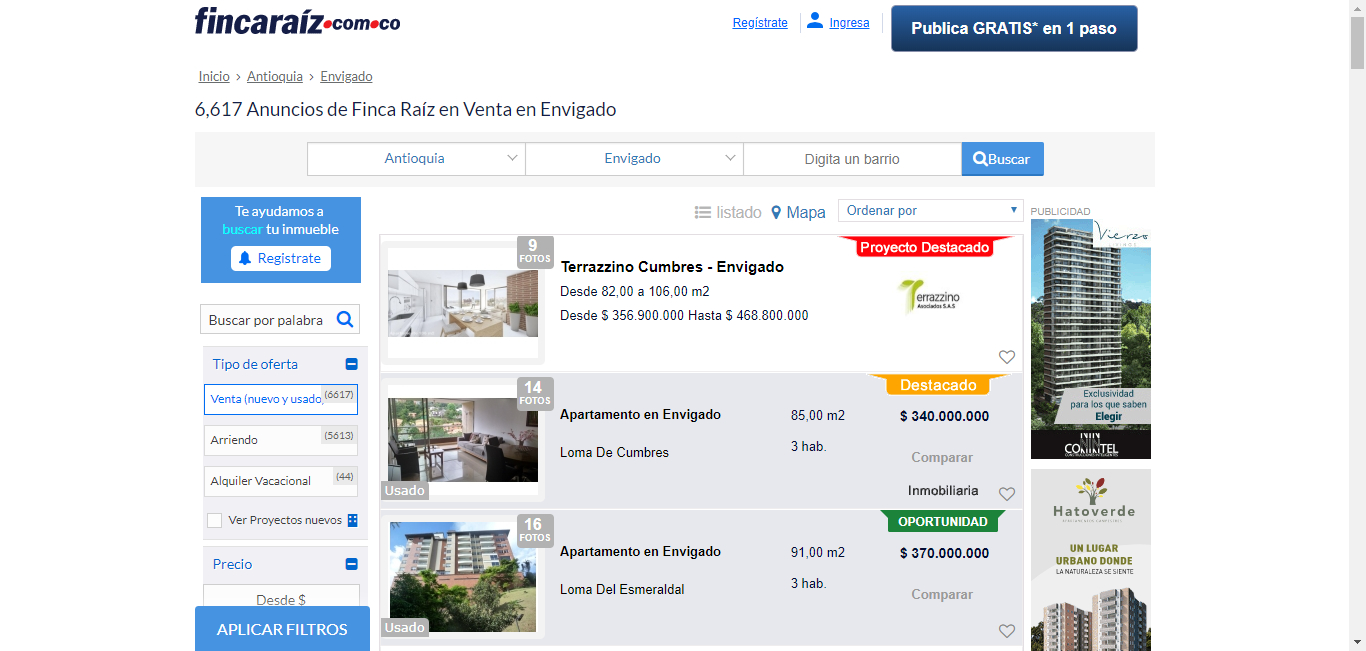 fincaraíz.com.co
Regístrate
Ingresa
Publica GRATIS* en 1 paso
Inicio › Antioquia › Envigado
6,617 Anuncios de Finca Raíz en Venta en Envigado
Antioquia
Envigado
Digita un barrio
Buscar
Te ayudamos a
buscar tu inmueble
Registrate
listado
Mapa
Ordenar por
Buscar por palabra
Tipo de oferta
Venta (nuevo y usado)
(6617)
Arriendo
(5613)
Alquiler Vacacional
(44)
Ver Proyectos nuevos
Precio
Desde $
APLICAR FILTROS
9
FOTOS
Terrazzino Cumbres - Envigado
Desde 82,00 a 106,00 m2
Desde $ 356.900.000 Hasta $ 468.800.000
Proyecto Destacado
Terrazzino
Asociados S.A.S
14
FOTOS
Usado
Apartamento en Envigado
Loma De Cumbres
85,00 m2
3 hab.
Destacado
$ 340.000.000
Comparar
Inmobiliaria
16
FOTOS
Usado
Apartamento en Envigado
Loma Del Esmeraldal
91,00 m2
3 hab.
OPORTUNIDAD
$ 370.000.000
Comparar
PUBLICIDAD
Vierzo
Exclusividad
para los que saben
Elegir
CONINTEL
CONSTRUCCIONES INTELIGENTES
Hatoverde
UN LUGAR
URBANO DONDE
LA NATURALEZA SE SIENTE